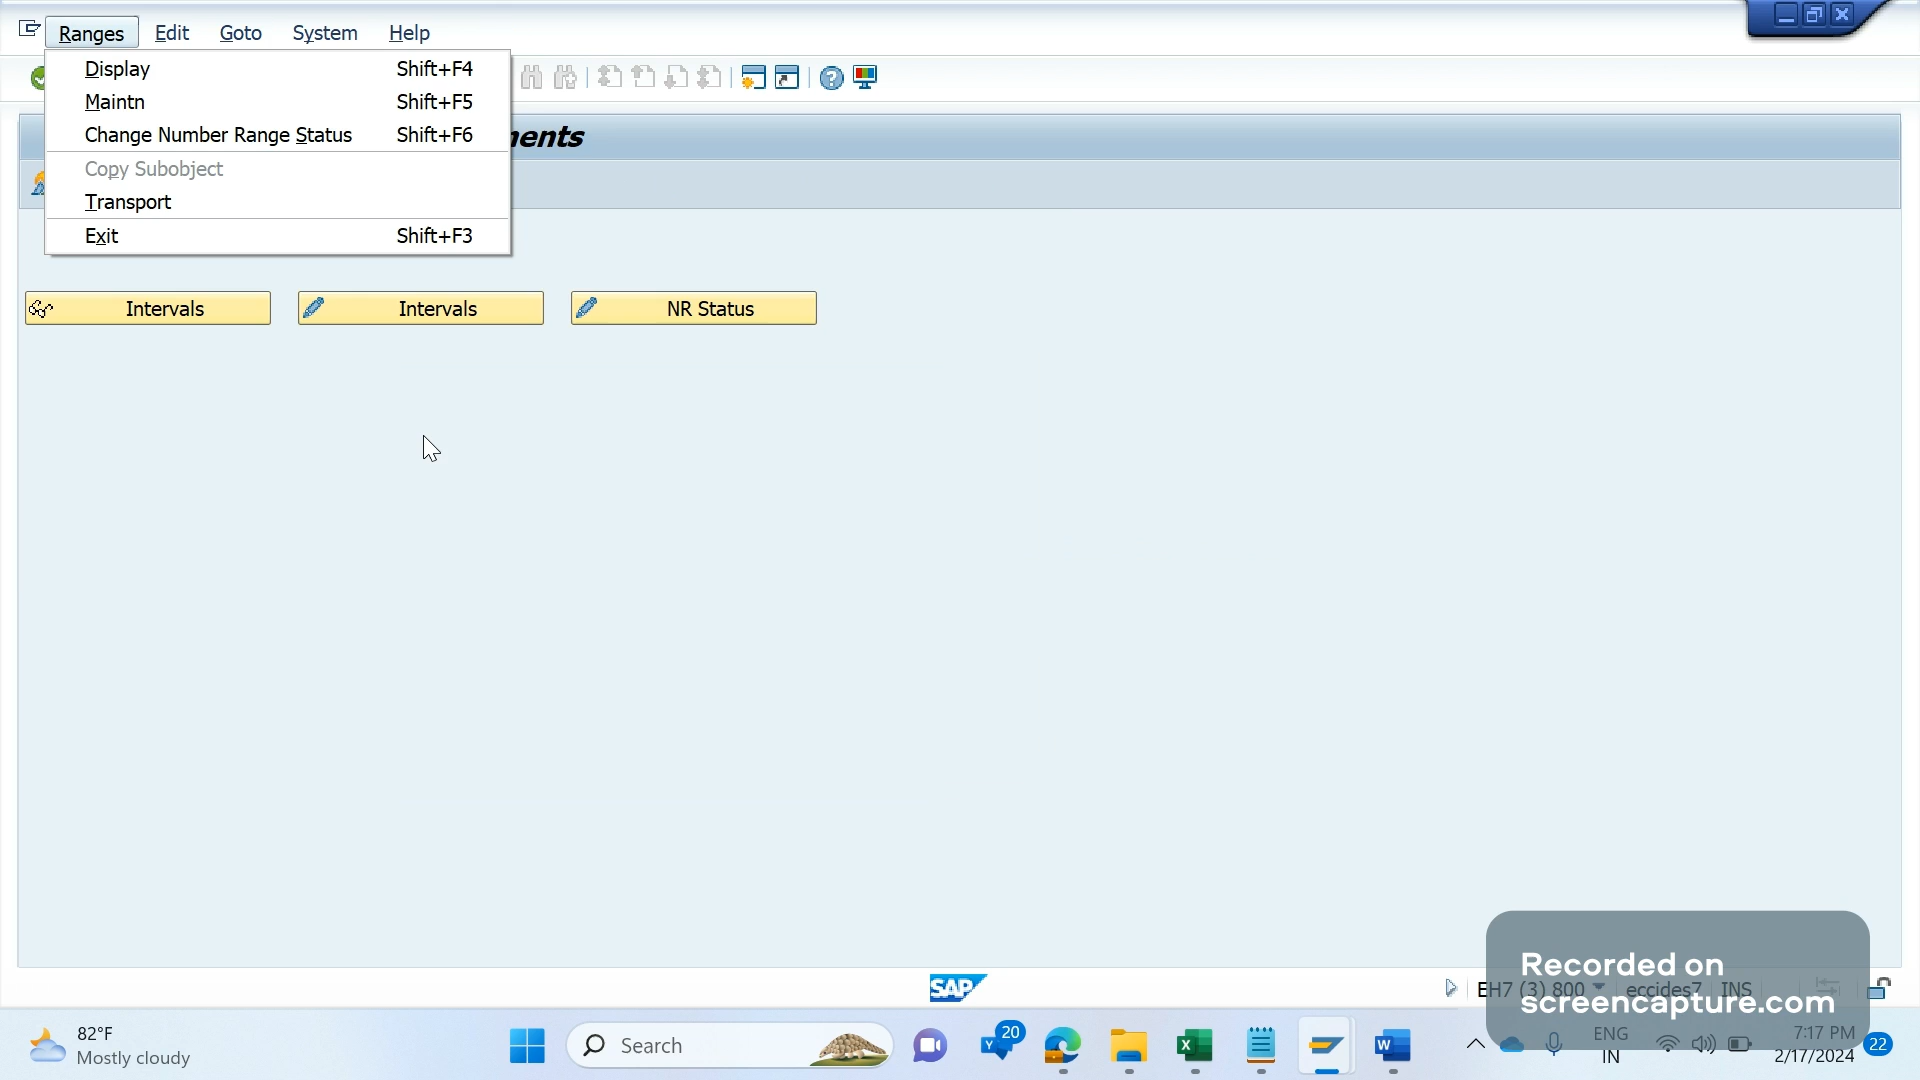 Ranges Edit Goto System Help
Display Shift+F4
Maintn Shift+F5
Change Number Range Status Shift+F6
Copy Subobject
Transport
Exit Shift+F3
ments
Intervals Intervals NR Status
SAP
EH7 (3) 800 eccides7 INS
Recorded on
screencapture.com
82°F
Mostly cloudy
Search
20
ENG
IN
7:17 PM
2/17/2024
22